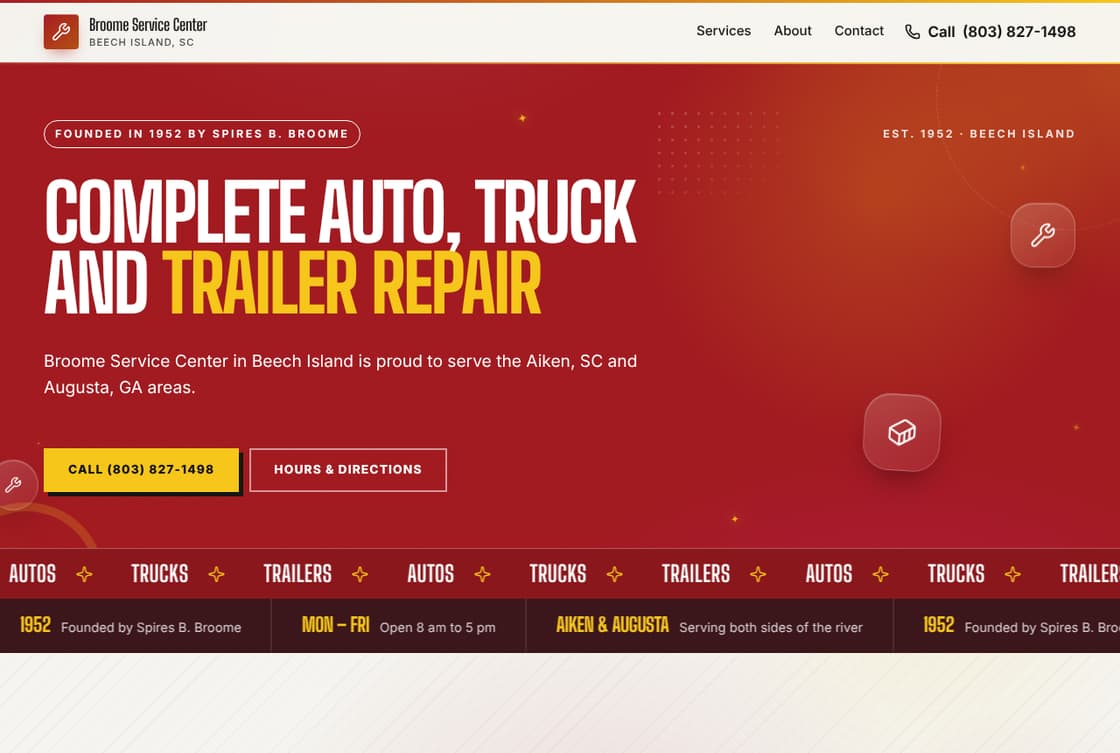 Broome Service Center
BEECH ISLAND, SC
Services About Contact Call (803) 827-1498
FOUNDED IN 1952 BY SPIRES B. BROOME
EST. 1952 · BEECH ISLAND
COMPLETE AUTO, TRUCK
AND TRAILER REPAIR
Broome Service Center in Beech Island is proud to serve the Aiken, SC and
Augusta, GA areas.
CALL (803) 827-1498
HOURS & DIRECTIONS
AUTOS TRUCKS TRAILERS AUTOS TRUCKS TRAILERS AUTOS TRUCKS TRAILER
1952 Founded by Spires B. Broome MON – FRI Open 8 am to 5 pm AIKEN & AUGUSTA Serving both sides of the river 1952 Founded by Spires B. Bro